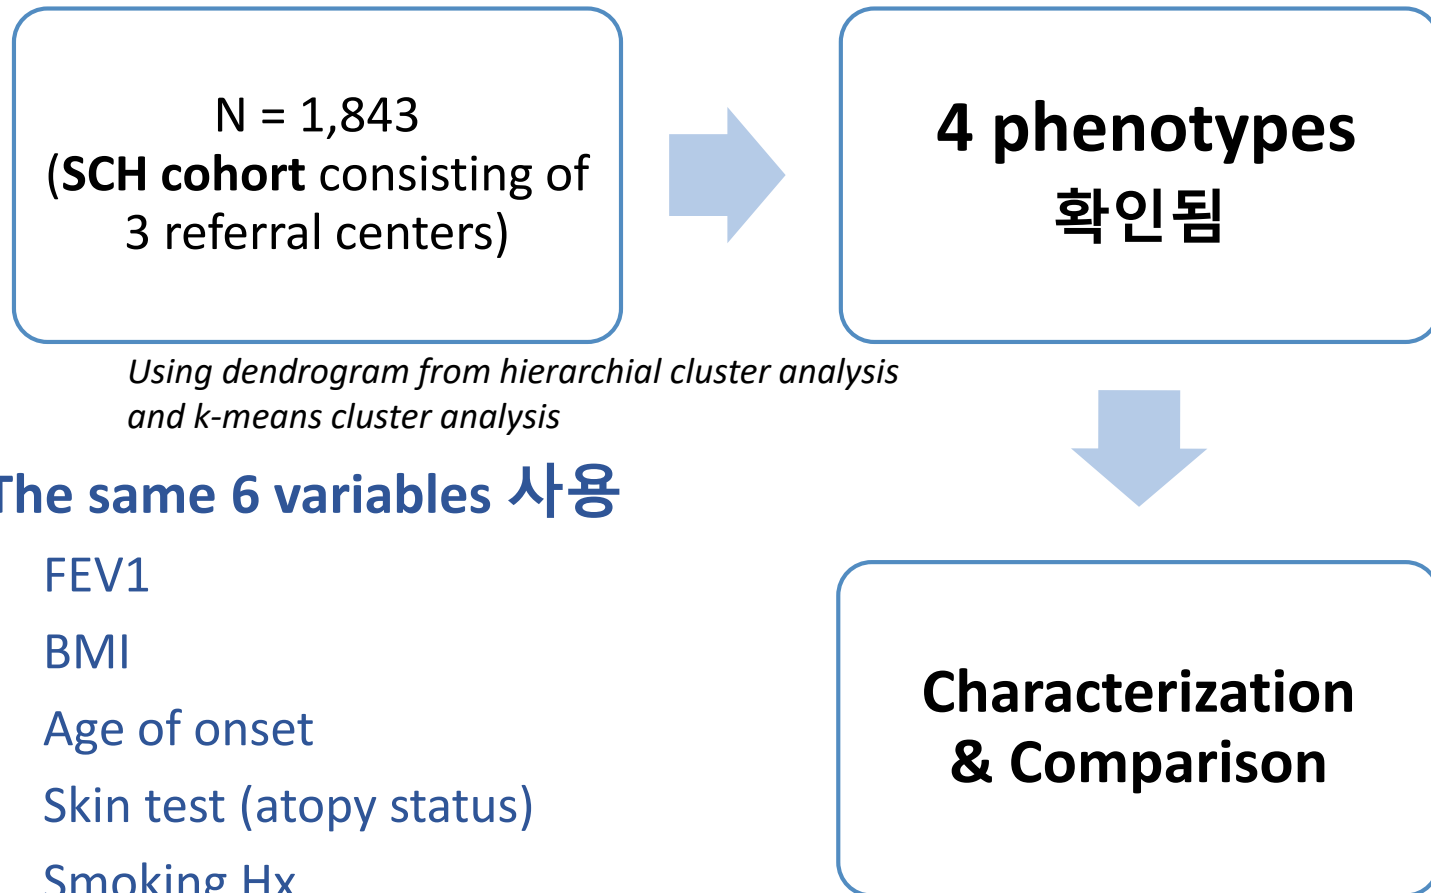 N = 1,843
(SCH cohort consisting of
3 referral centers)
4 phenotypes
확인됨
Using dendrogram from hierarchial cluster analysis
and k-means cluster analysis
The same 6 variables 사용
FEV1
BMI
Age of onset
Skin test (atopy status)
Smoking Hx
Characterization
& Comparison